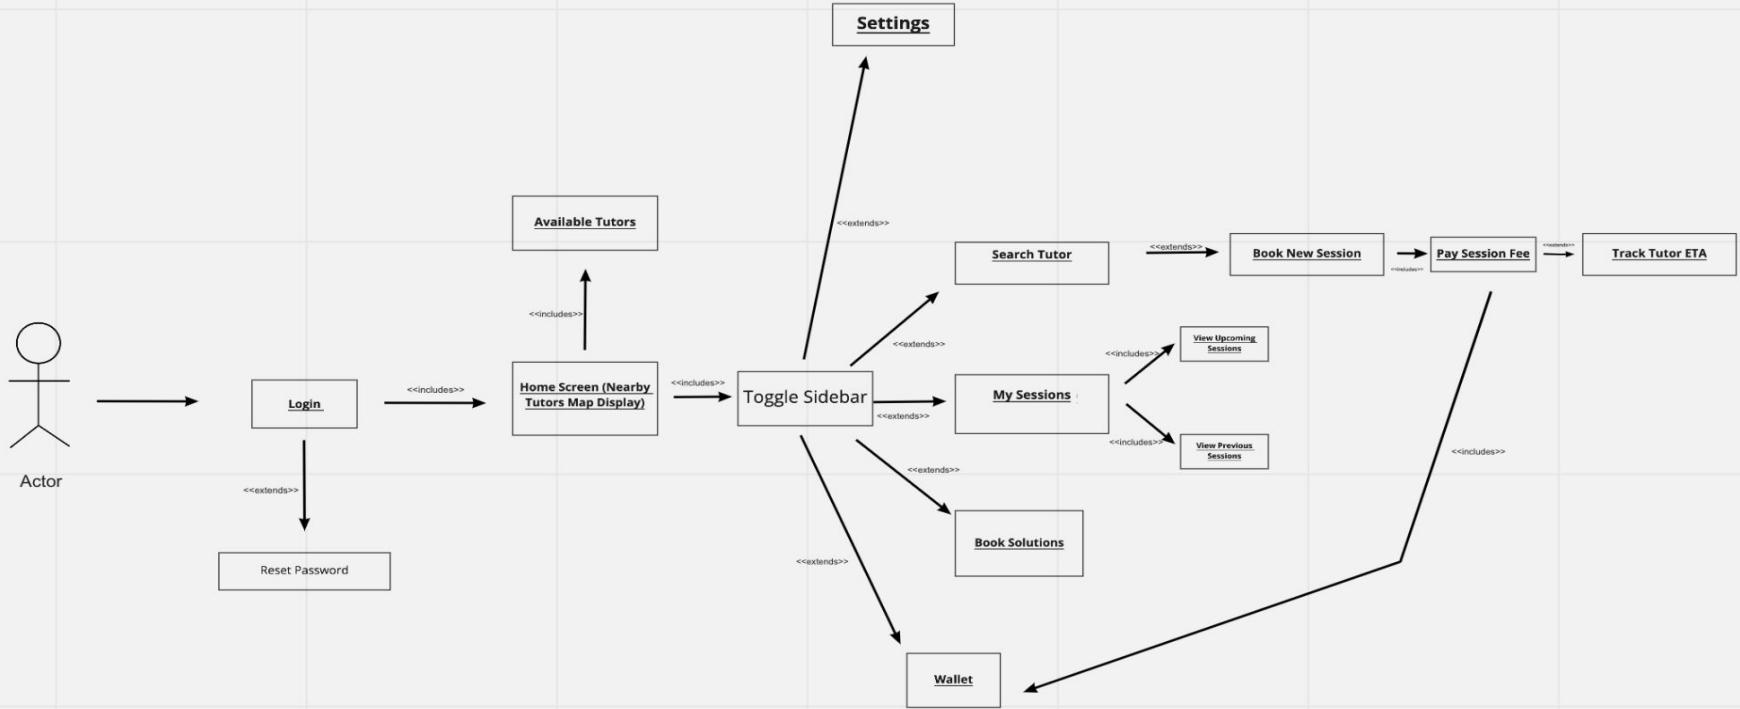 Settings
<<extends>>
Available Tutors
<<includes>>
Search Tutor
<<extends>>
Book New Session
<<includes>>
Pay Session Fee
<<extends>>
Track Tutor ETA
<<extends>>
View Upcoming
Sessions
<<includes>>
Login
<<includes>>
Home Screen (Nearby
Tutors Map Display)
<<includes>>
Toggle Sidebar
<<extends>>
My Sessions
<<includes>>
View Previous
Sessions
<<includes>>
Actor
<<extends>>
Reset Password
<<extends>>
Book Solutions
<<extends>>
Wallet